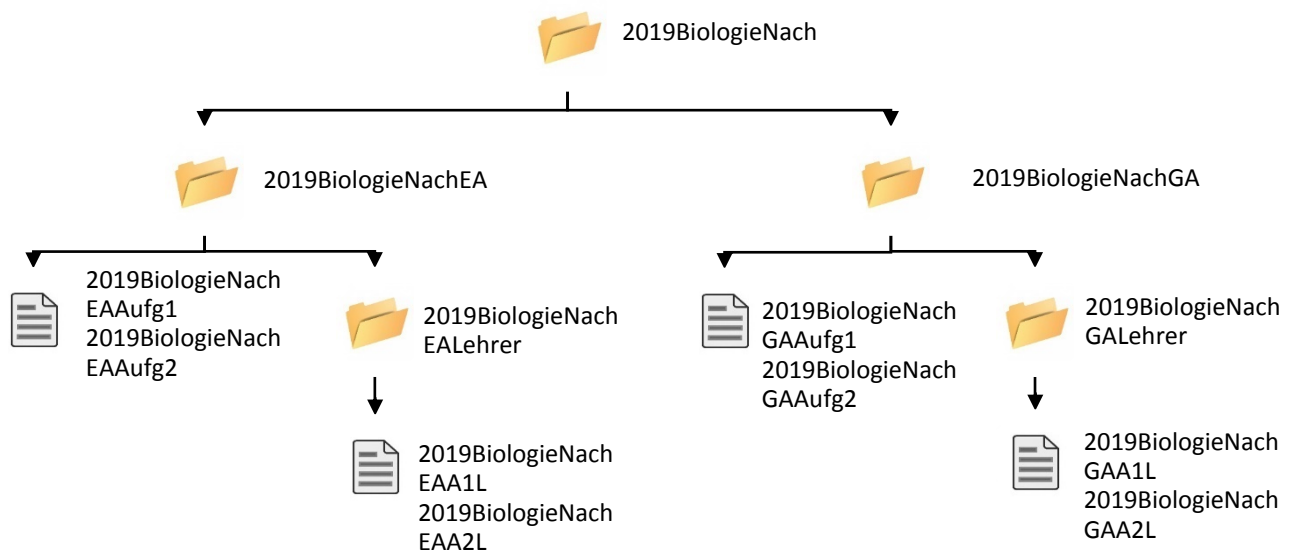 2019BiologieNach
2019BiologieNachEA
2019BiologieNachGA
2019BiologieNach
EAAufg1
2019BiologieNach
EAAufg2
2019BiologieNach
EALehrer
2019BiologieNach
GAAufg1
2019BiologieNach
GAAufg2
2019BiologieNach
GALehrer
2019BiologieNach
EAA1L
2019BiologieNach
EAA2L
2019BiologieNach
GAA1L
2019BiologieNach
GAA2L